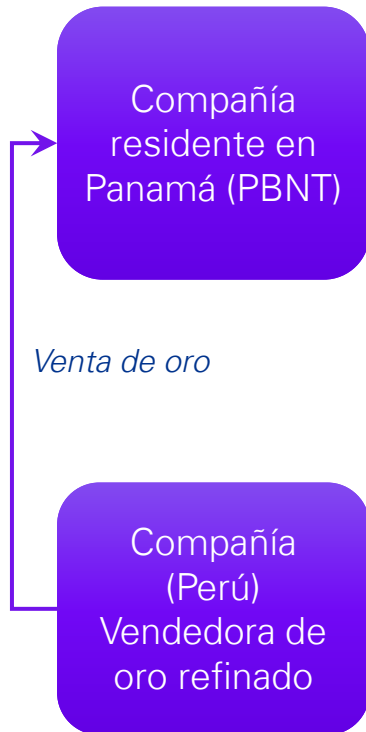 Compañía
residente en
Panamá (PBNT)
Venta de oro
Compañía
(Perú)
Vendedora de
oro refinado